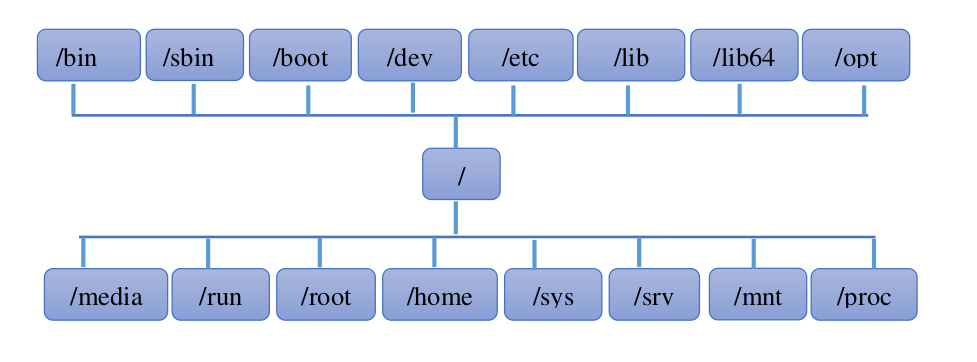 /bin /sbin /boot /dev /etc /lib /lib64 /opt
/
/media /run /root /home /sys /srv /mnt /proc